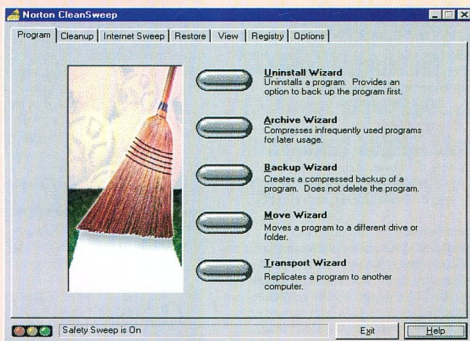 Norton CleanSweep
Program Cleanup Internet Sweep Restore View Registry Options
Uninstall Wizard
Uninstalls a program. Provides an
option to back up the program first.
Archive Wizard
Compresses infrequently used programs
for later usage.
Backup Wizard
Creates a compressed backup of a
program. Does not delete the program.
Move Wizard
Moves a program to a different drive or
folder.
Transport Wizard
Replicates a program to another
computer.
Safety Sweep is On
Exit
Help